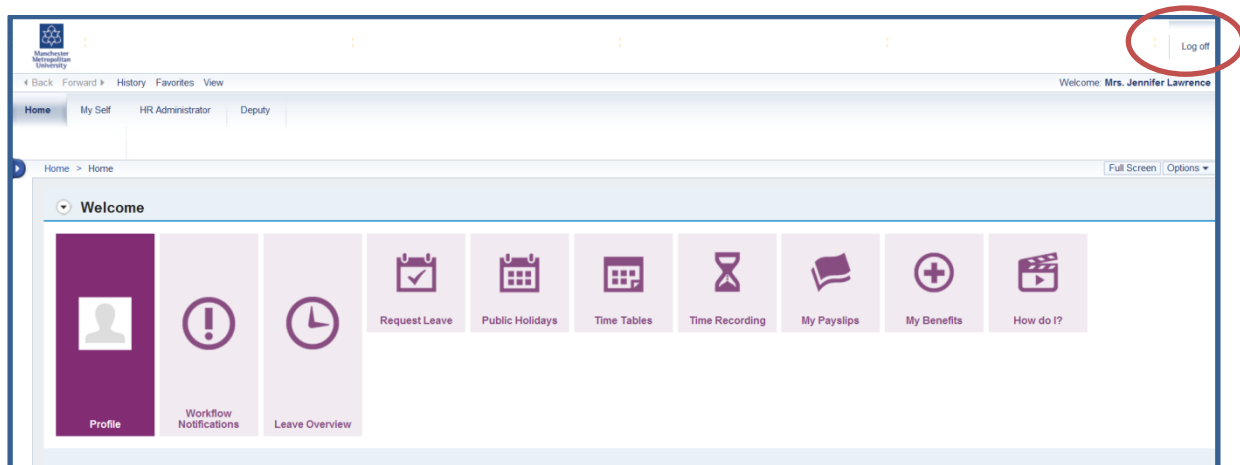 Manchester
Metropolitan
University
Log off
Back Forward History Favorites View
Welcome: Mrs. Jennifer Lawrence
Home My Self HR Administrator Deputy
Home > Home
Full Screen Options
Welcome
Request Leave Public Holidays Time Tables Time Recording My Payslips My Benefits How do I?
Profile
Workflow
Notifications
Leave Overview